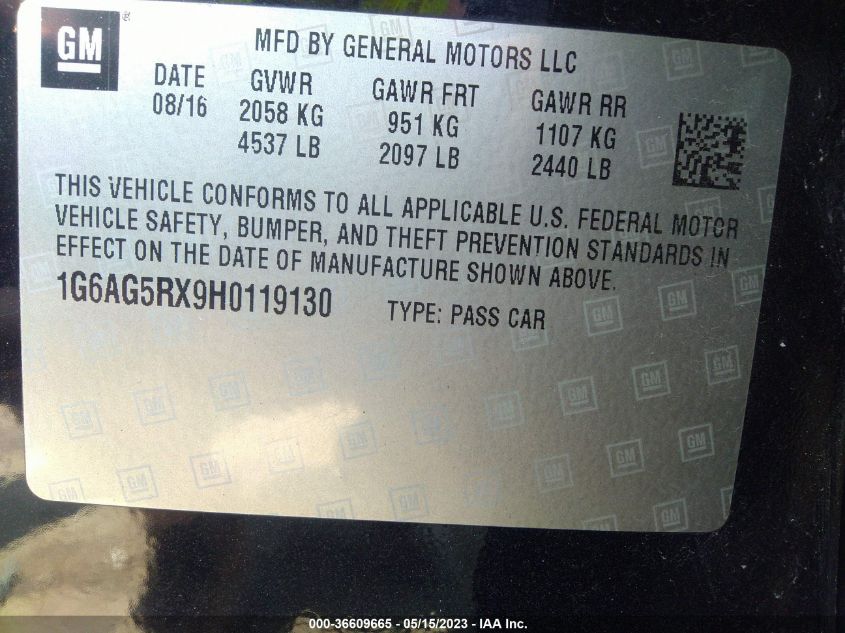 GM
MFD BY GENERAL MOTORS LLC
DATE GVWR GAWR FRT GAWR RR
08/16 2058 KG 951 KG 1107 KG
4537 LB 2097 LB 2440 LB
THIS VEHICLE CONFORMS TO ALL APPLICABLE U.S. FEDERAL MOTOR
VEHICLE SAFETY, BUMPER, AND THEFT PREVENTION STANDARDS IN
EFFECT ON THE DATE OF MANUFACTURE SHOWN ABOVE.
1G6AG5RX9H0119130 TYPE: PASS CAR
000-36609665 - 05/15/2023 - IAA Inc.